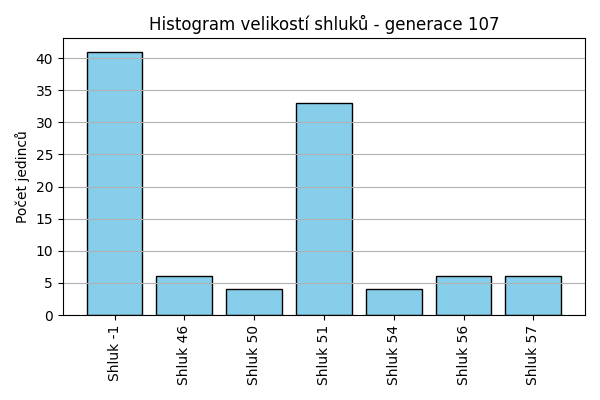 Histogram velikostí shluků - generace 107
Počet jedinců
40
35
30
25
20
15
10
5
0
Shluk -1
Shluk 46
Shluk 50
Shluk 51
Shluk 54
Shluk 56
Shluk 57